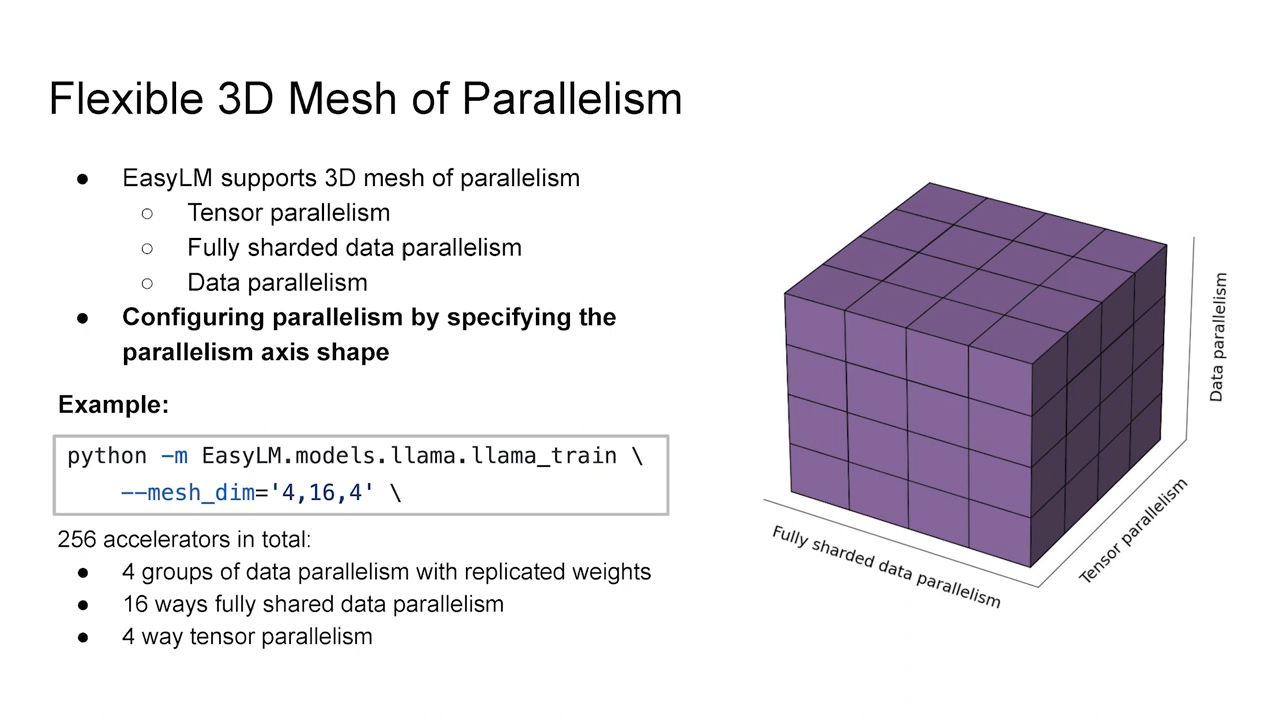 Flexible 3D Mesh of Parallelism
● EasyLM supports 3D mesh of parallelism
○ Tensor parallelism
○ Fully sharded data parallelism
○ Data parallelism
● Configuring parallelism by specifying the
parallelism axis shape
Example:
python -m EasyLM.models.llama.llama_train \
--mesh_dim='4,16,4' \
256 accelerators in total:
● 4 groups of data parallelism with replicated weights
● 16 ways fully shared data parallelism
● 4 way tensor parallelism
Data parallelism
Tensor parallelism
Fully sharded data parallelism